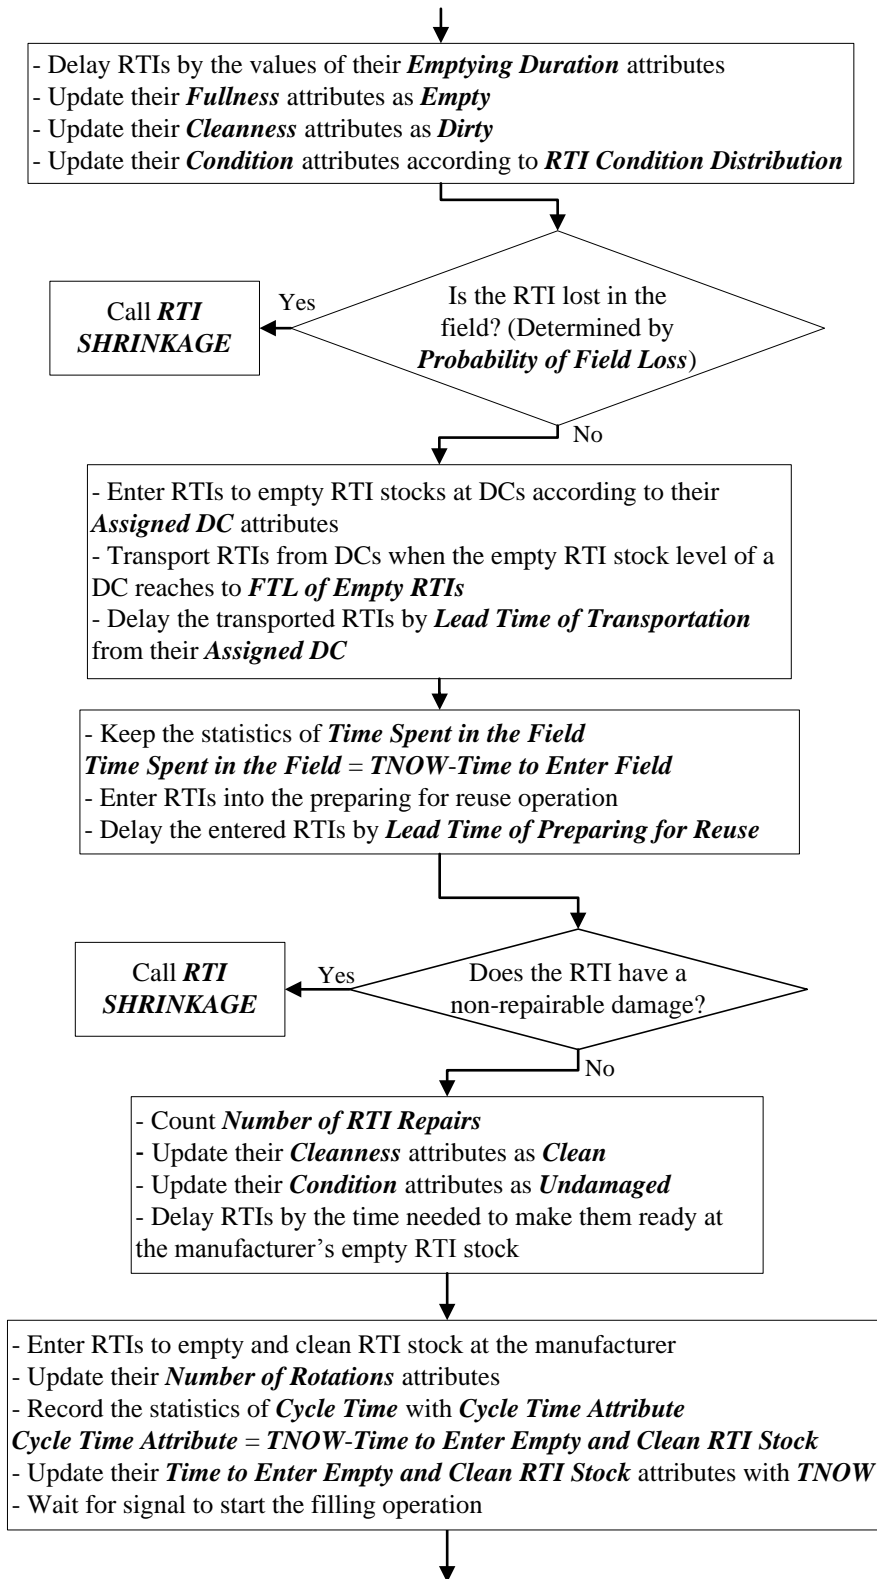 - Delay RTIs by the values of their Emptying Duration attributes
- Update their Fullness attributes as Empty
- Update their Cleanness attributes as Dirty
- Update their Condition attributes according to RTI Condition Distribution
Is the RTI lost in the
field? (Determined by
Probability of Field Loss)
Yes
Call RTI
SHRINKAGE
No
- Enter RTIs to empty RTI stocks at DCs according to their
Assigned DC attributes
- Transport RTIs from DCs when the empty RTI stock level of a
DC reaches to FTL of Empty RTIs
- Delay the transported RTIs by Lead Time of Transportation
from their Assigned DC
- Keep the statistics of Time Spent in the Field
Time Spent in the Field = TNOW-Time to Enter Field
- Enter RTIs into the preparing for reuse operation
- Delay the entered RTIs by Lead Time of Preparing for Reuse
Does the RTI have a
non-repairable damage?
Yes
Call RTI
SHRINKAGE
No
- Count Number of RTI Repairs
- Update their Cleanness attributes as Clean
- Update their Condition attributes as Undamaged
- Delay RTIs by the time needed to make them ready at
the manufacturer's empty RTI stock
- Enter RTIs to empty and clean RTI stock at the manufacturer
- Update their Number of Rotations attributes
- Record the statistics of Cycle Time with Cycle Time Attribute
Cycle Time Attribute = TNOW-Time to Enter Empty and Clean RTI Stock
- Update their Time to Enter Empty and Clean RTI Stock attributes with TNOW
- Wait for signal to start the filling operation